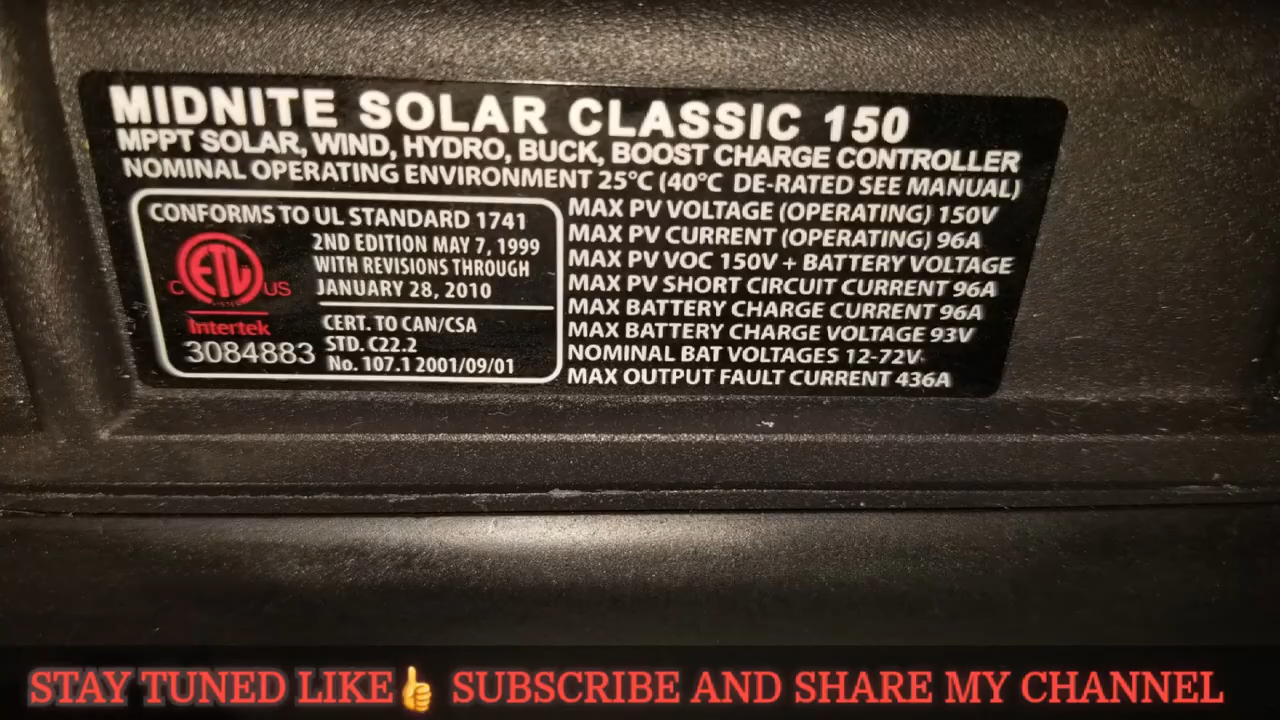 MIDNITE SOLAR CLASSIC 150
MPPT SOLAR, WIND, HYDRO, BUCK, BOOST CHARGE CONTROLLER
NOMINAL OPERATING ENVIRONMENT 25°C (40°C DE-RATED SEE MANUAL)
CONFORMS TO UL STANDARD 1741
2ND EDITION MAY 7, 1999
WITH REVISIONS THROUGH
JANUARY 28, 2010
C ETL US
Intertek
3084883
CERT. TO CAN/CSA
STD. C22.2
No. 107.1 2001/09/01
MAX PV VOLTAGE (OPERATING) 150V
MAX PV CURRENT (OPERATING) 96A
MAX PV VOC 150V + BATTERY VOLTAGE
MAX PV SHORT CIRCUIT CURRENT 96A
MAX BATTERY CHARGE CURRENT 96A
MAX BATTERY CHARGE VOLTAGE 93V
NOMINAL BAT VOLTAGES 12-72V
MAX OUTPUT FAULT CURRENT 436A
STAY TUNED LIKE👍 SUBSCRIBE AND SHARE MY CHANNEL